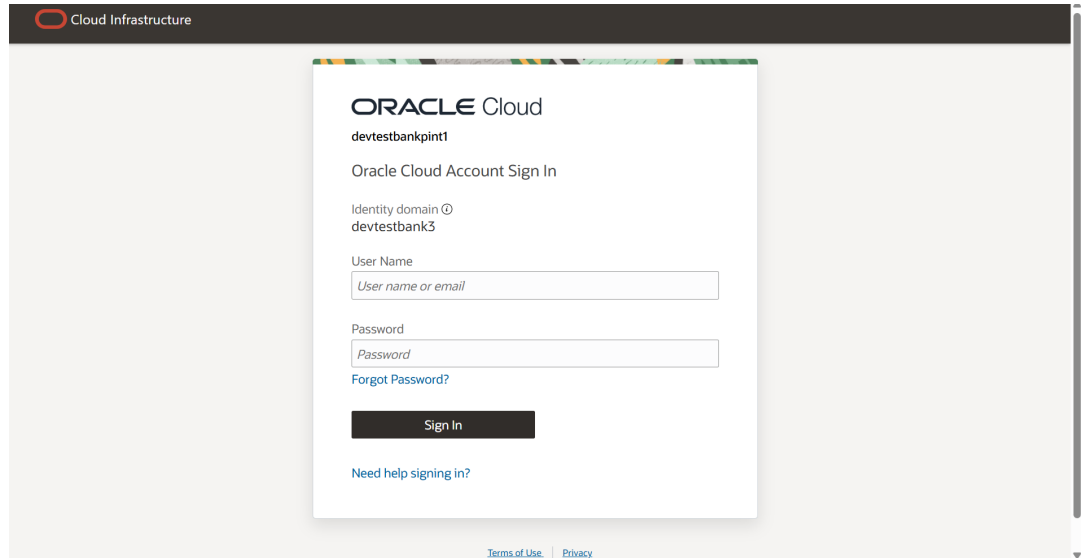 Cloud Infrastructure
ORACLE Cloud
devtestbankpint1
Oracle Cloud Account Sign In
Identity domain
devtestbank3
User Name
User name or email
Password
Password
Forgot Password?
Sign In
Need help signing in?
Terms of Use Privacy